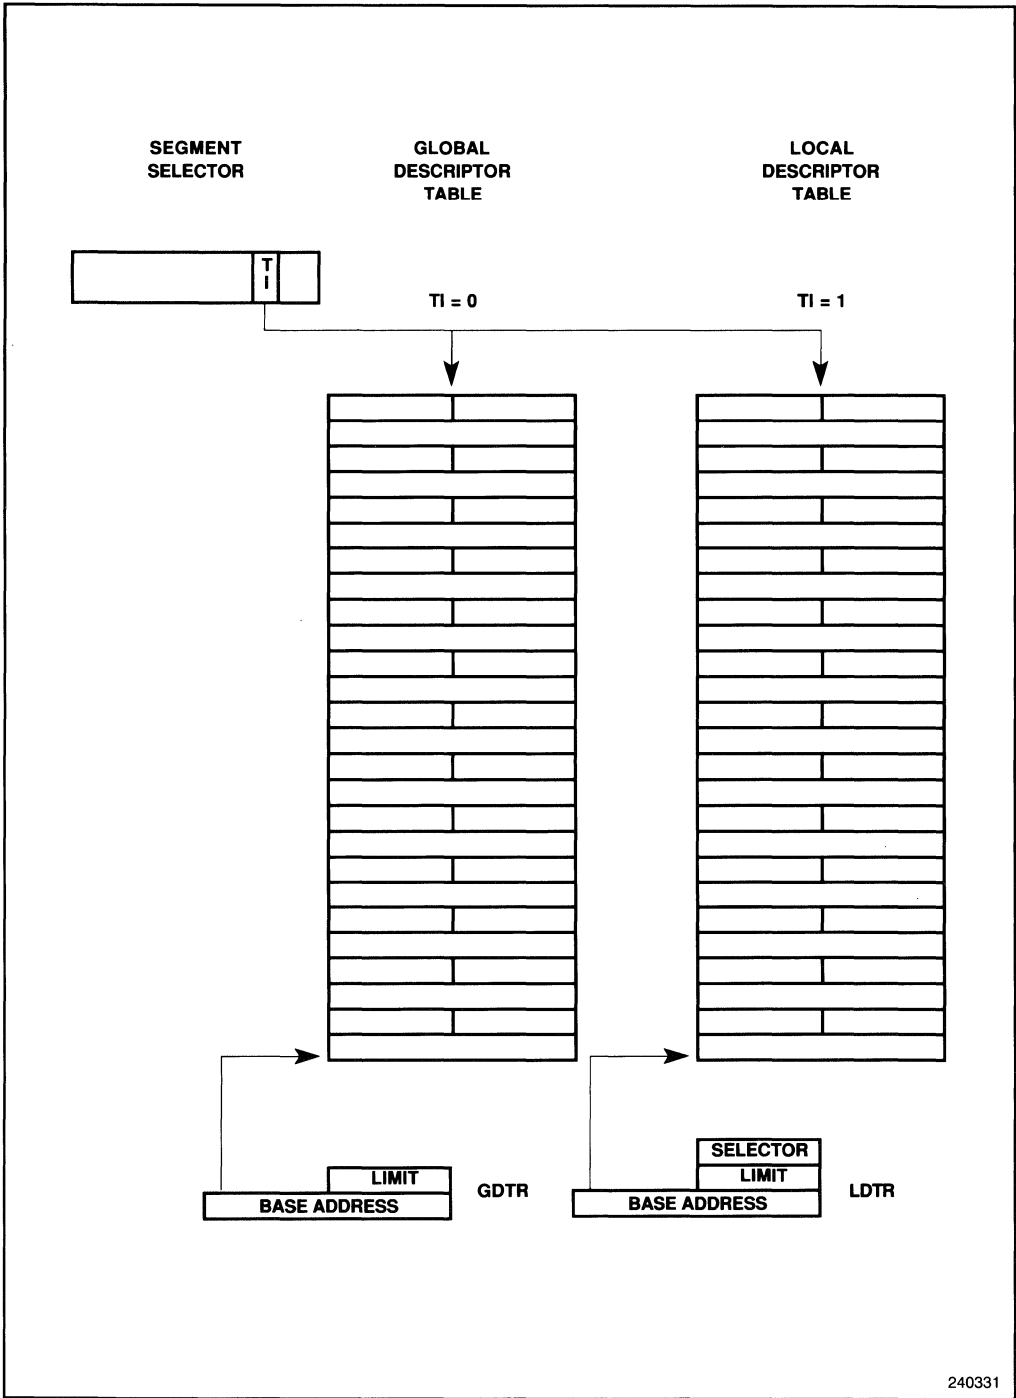 SEGMENT
SELECTOR
GLOBAL
DESCRIPTOR
TABLE
LOCAL
DESCRIPTOR
TABLE
T
I
TI = 0
TI = 1
LIMIT
BASE ADDRESS
GDTR
SELECTOR
LIMIT
BASE ADDRESS
LDTR
240331